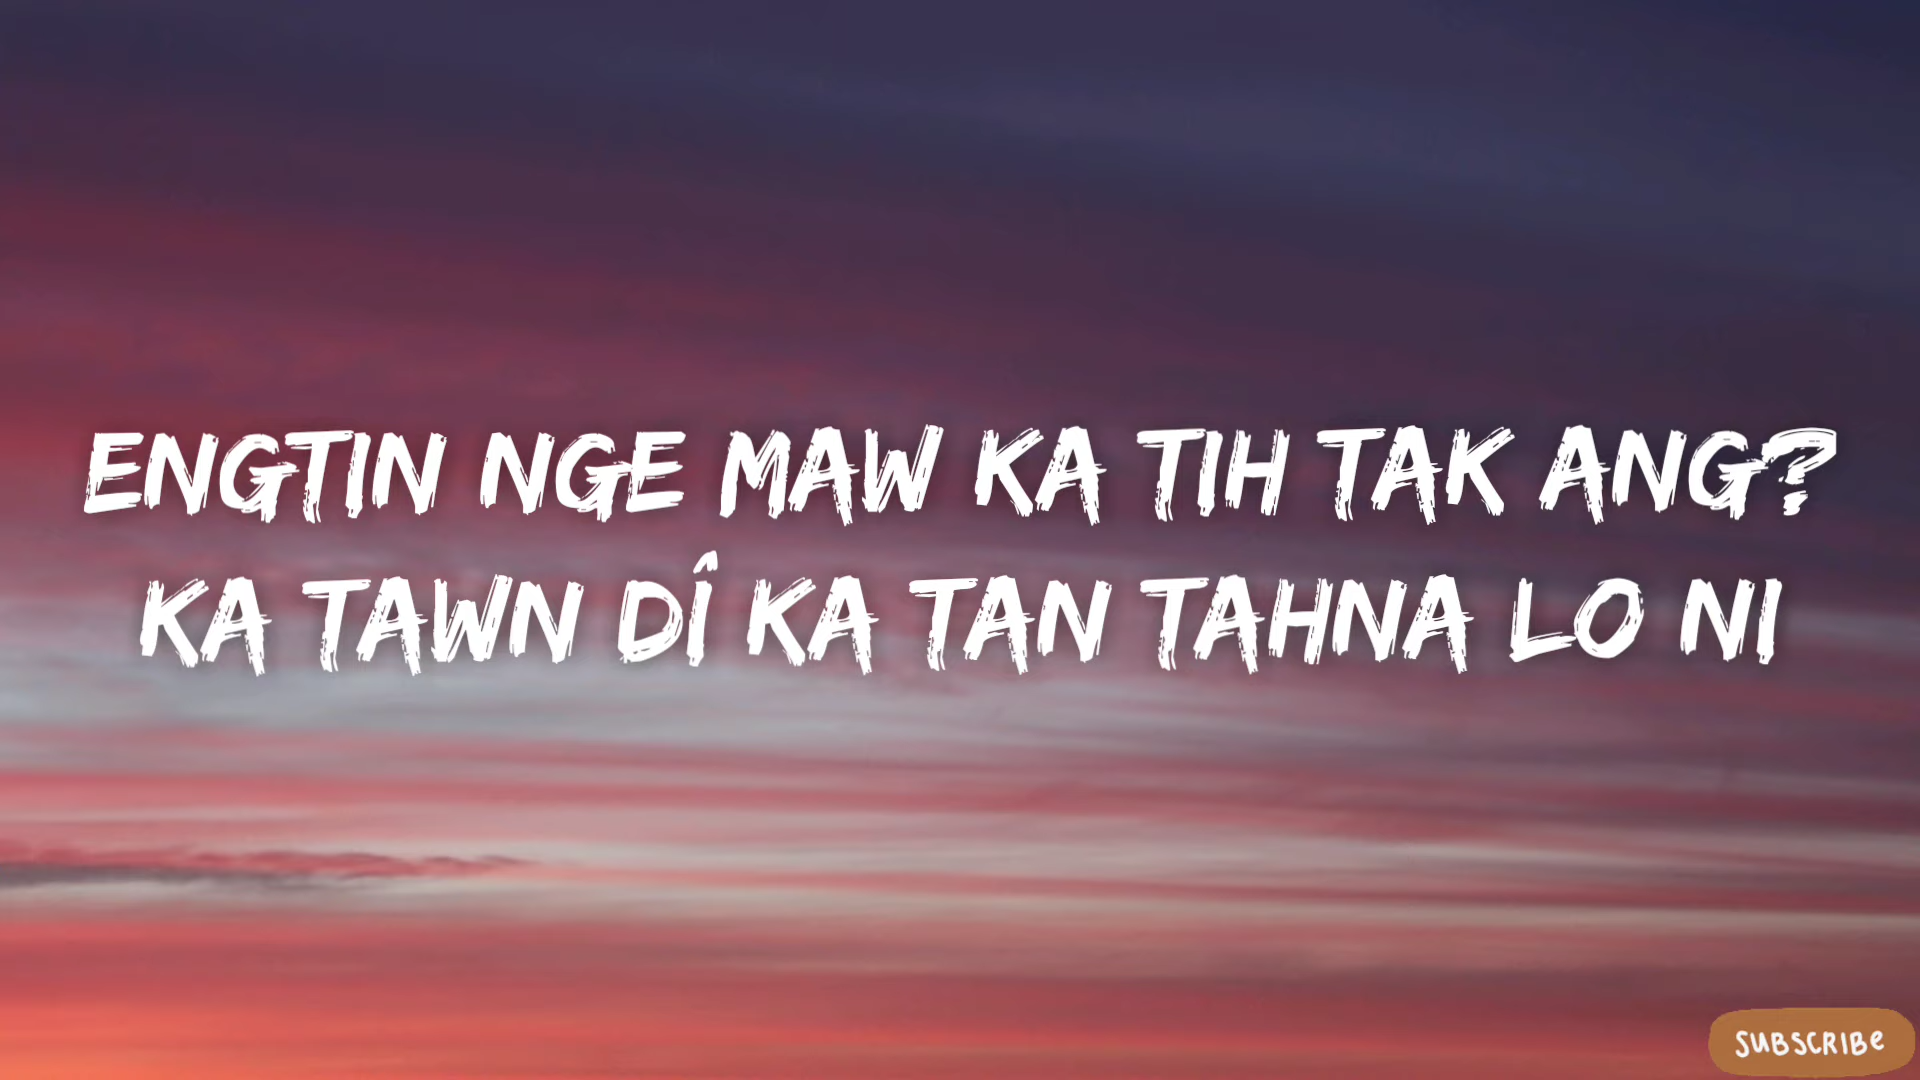 ENGTIN NGE MAW KA TIH TAK ANG?
KA TAWN DÎ KA TAN TAHNA LO NI
SUBSCRIBE